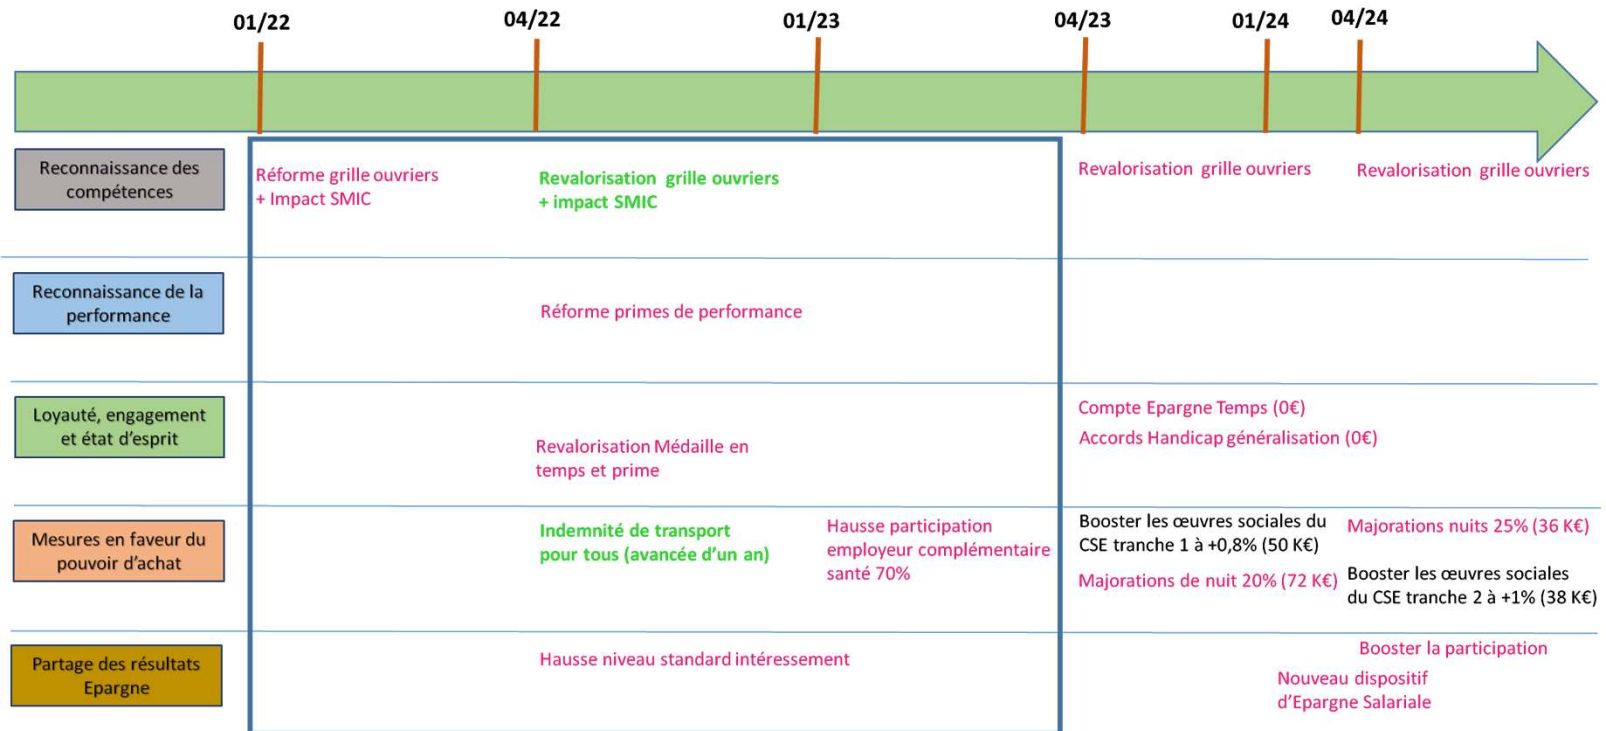 01/22
04/22
01/23
04/23
01/24
04/24
Reconnaissance des
compétences
Réforme grille ouvriers
+ Impact SMIC
Revalorisation grille ouvriers
+ impact SMIC
Revalorisation grille ouvriers
Revalorisation grille ouvriers
Reconnaissance de la
performance
Réforme primes de performance
Loyauté, engagement
et état d’esprit
Revalorisation Médaille en
temps et prime
Compte Epargne Temps (0€)
Accords Handicap généralisation (0€)
Mesures en faveur du
pouvoir d’achat
Indemnité de transport
pour tous (avancée d’un an)
Hausse participation
employeur complémentaire
santé 70%
Booster les œuvres sociales du
CSE tranche 1 à +0,8% (50 K€)
Majorations de nuit 20% (72 K€)
Majorations nuits 25% (36 K€)
Booster les œuvres sociales
du CSE tranche 2 à +1% (38 K€)
Partage des résultats
Epargne
Hausse niveau standard intéressement
Booster la participation
Nouveau dispositif
d’Epargne Salariale